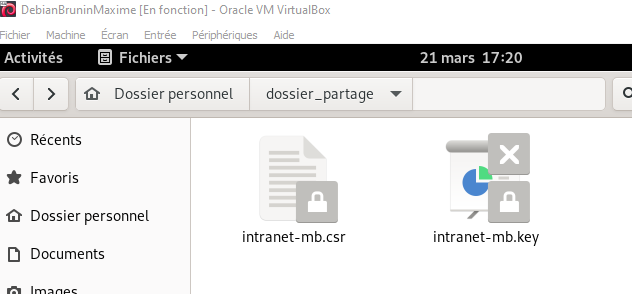 DebianBruninMaxime [En fonction] - Oracle VM VirtualBox
Fichier Machine Écran Entrée Périphériques Aide
Activités Fichiers 21 mars 17:20
Dossier personnel dossier_partage
Récents
Favoris
Dossier personnel
Documents
Images
intranet-mb.csr intranet-mb.key